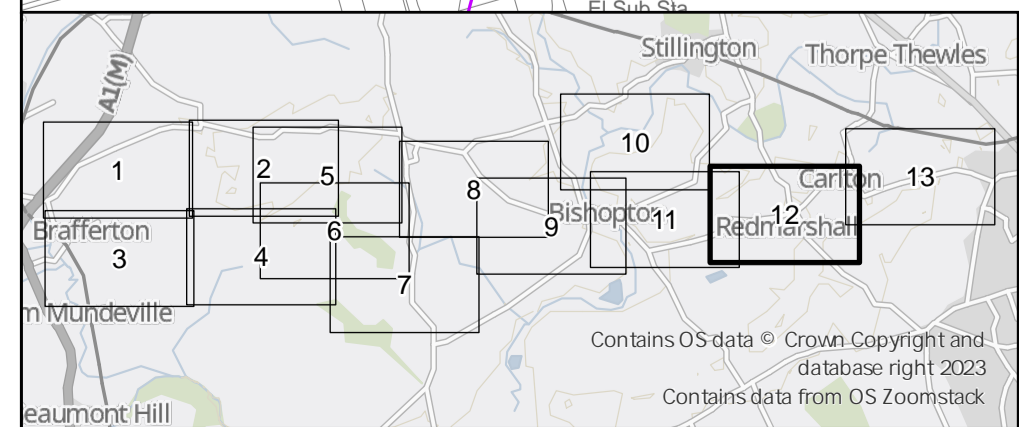 El Sub Sta
Stillington
Thorpe Thewles
A1(M)
10
1
2
5
Carlton
13
8
Bishopton
11
12
Redmarshall
9
Brafferton
6
3
4
7
m Mundeville
Contains OS data © Crown Copyright and
database right 2023
Contains data from OS Zoomstack
eaumont Hill